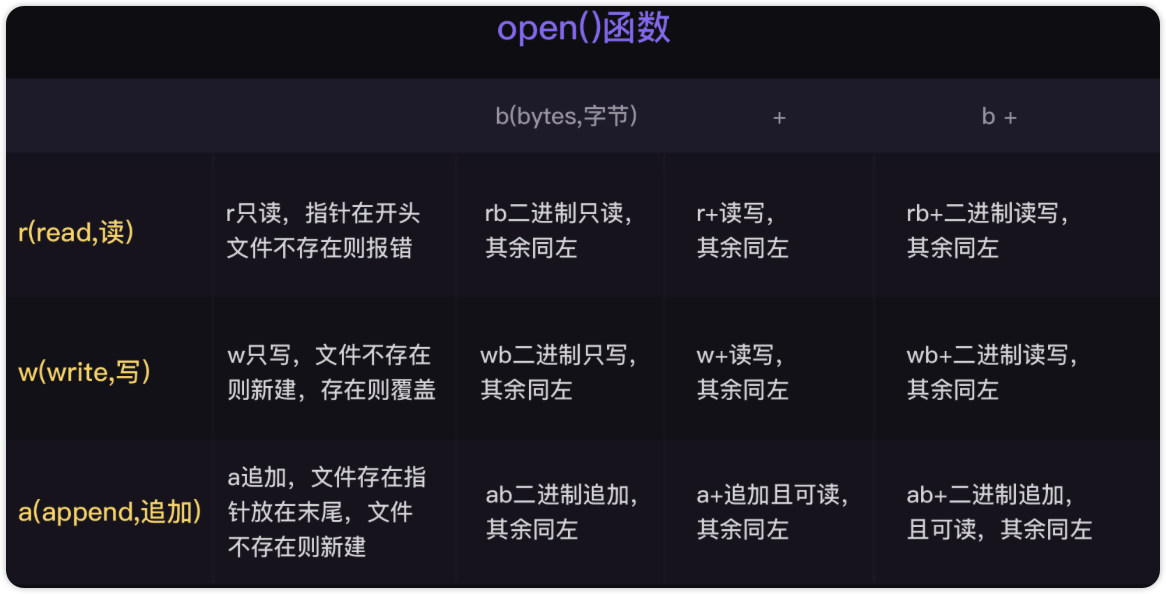 open()函数
b(bytes,字节)
+
b +
r(read,读)
r只读，指针在开头
文件不存在则报错
rb二进制只读，
其余同左
r+读写，
其余同左
rb+二进制读写，
其余同左
w(write,写)
w只写，文件不存在
则新建，存在则覆盖
wb二进制只写，
其余同左
w+读写，
其余同左
wb+二进制读写，
其余同左
a(append,追加)
a追加，文件存在指
针放在末尾，文件
不存在则新建
ab二进制追加，
其余同左
a+追加且可读，
其余同左
ab+二进制追加，
且可读，其余同左